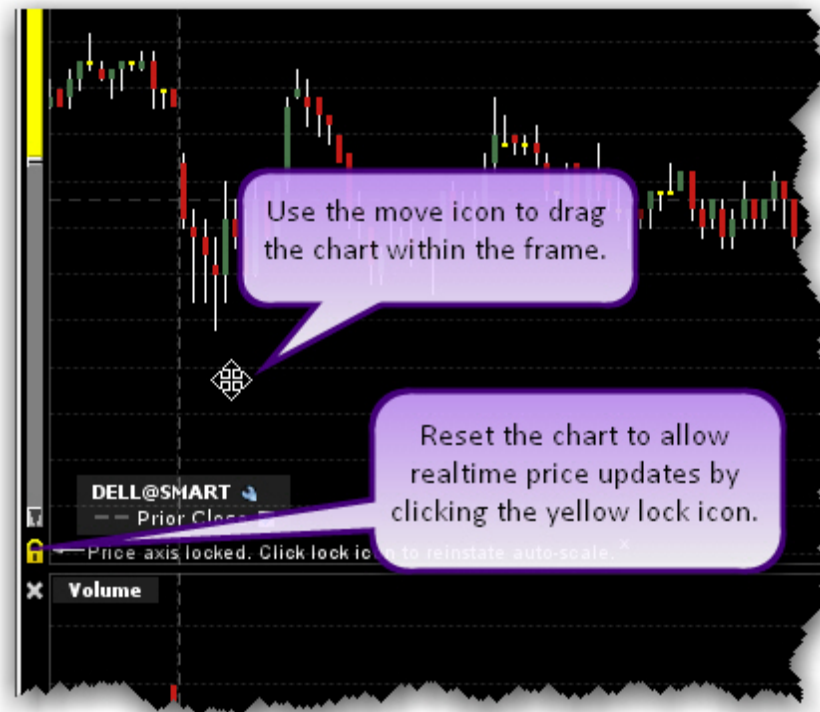 Use the move icon to drag
the chart within the frame.
Reset the chart to allow
realtime price updates by
clicking the yellow lock icon.
DELL@SMART
Prior Close
Price axis locked. Click lock icon to reinstate auto-scale.
Volume